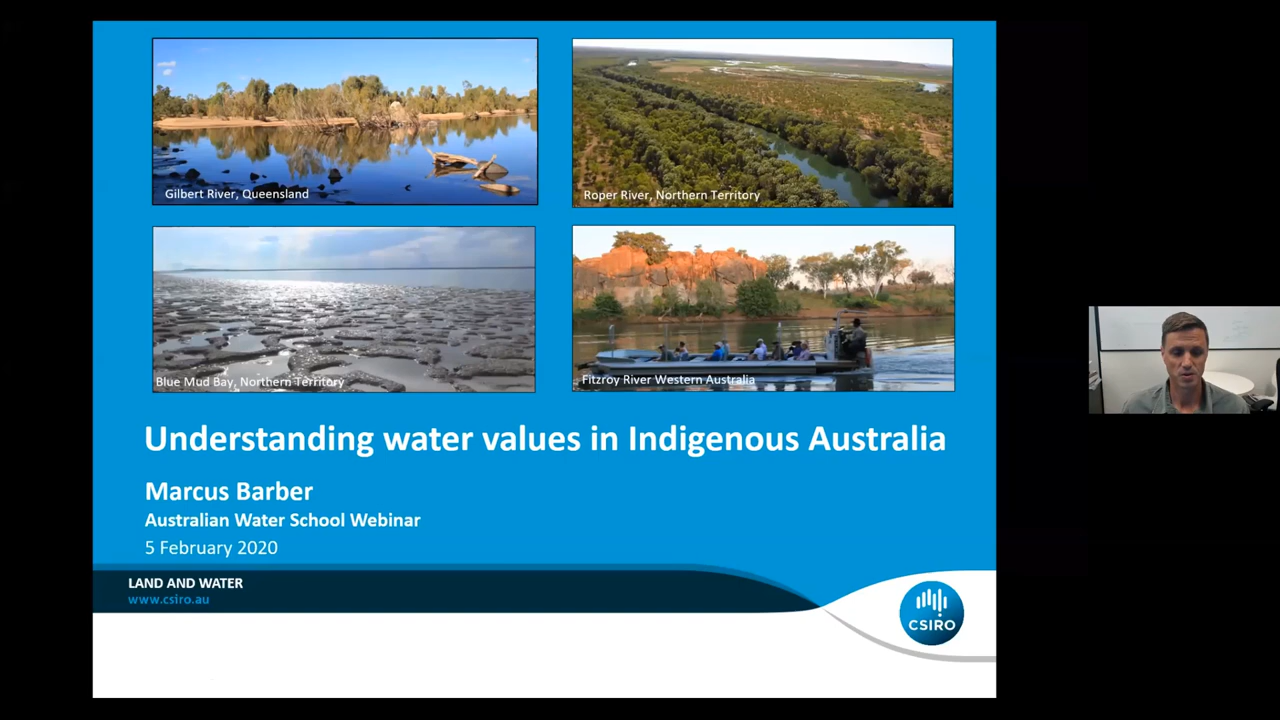 Gilbert River, Queensland
Roper River, Northern Territory
Blue Mud Bay, Northern Territory
Fitzroy River Western Australia
Understanding water values in Indigenous Australia
Marcus Barber
Australian Water School Webinar
5 February 2020
LAND AND WATER
www.csiro.au
CSIRO